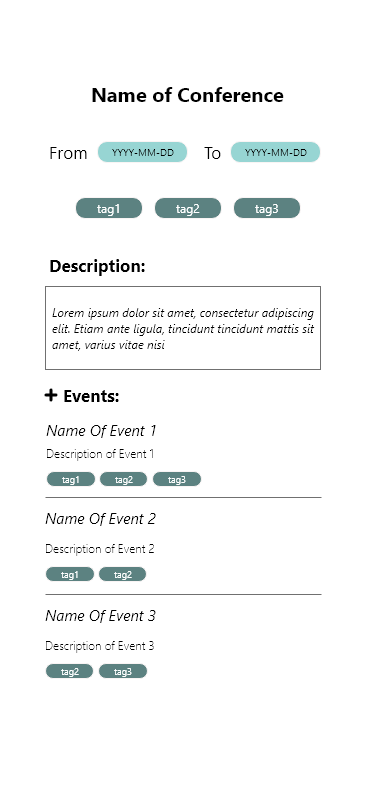 Name of Conference
From YYYY-MM-DD To YYYY-MM-DD
tag1 tag2 tag3
Description:
Lorem ipsum dolor sit amet, consectetur adipiscing
elit. Etiam ante ligula, tincidunt tincidunt mattis sit
amet, varius vitae nisi
+ Events:
Name Of Event 1
Description of Event 1
tag1 tag2 tag3
Name Of Event 2
Description of Event 2
tag1 tag2
Name Of Event 3
Description of Event 3
tag2 tag3